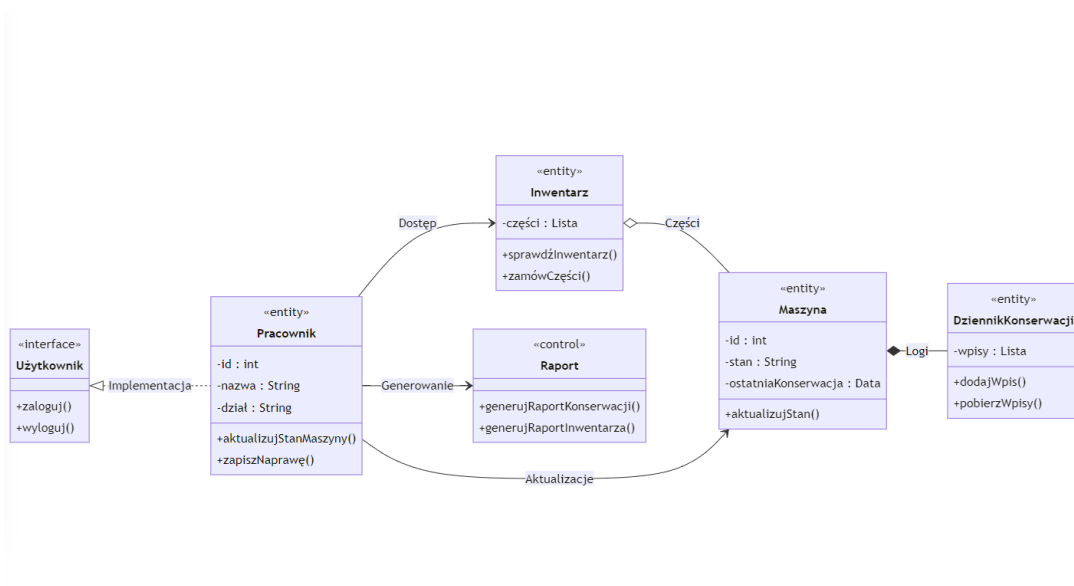 «interface»
Użytkownik
+zaloguj()
+wyloguj()
Implementacja
«entity»
Pracownik
-id : int
-nazwa : String
-dział : String
+aktualizujStanMaszyny()
+zapiszNaprawę()
Dostęp
Generowanie
Aktualizacje
«entity»
Inwentarz
-części : Lista
+sprawdźInwentarz()
+zamówCzęści()
«control»
Raport
+generujRaportKonserwacji()
+generujRaportInwentarza()
Części
«entity»
Maszyna
-id : int
-stan : String
-ostatniaKonserwacja : Data
+aktualizujStan()
Logi
«entity»
DziennikKonserwacji
-wpisy : Lista
+dodajWpis()
+pobierzWpisy()